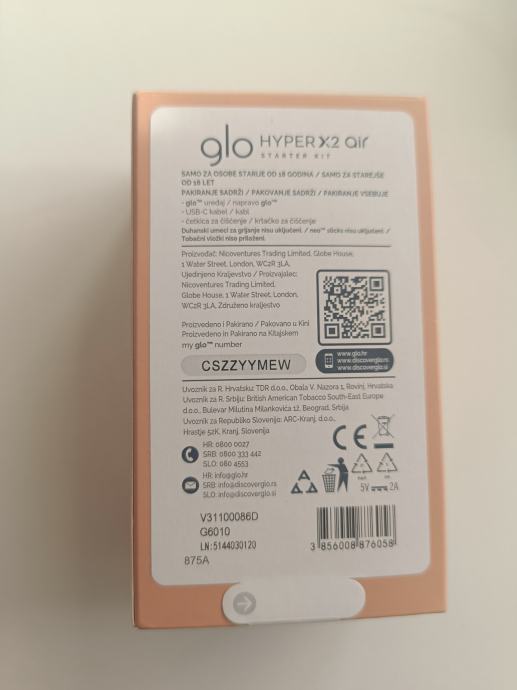 glo HYPER X2 air
STARTER KIT
SAMO ZA OSOBE STARIJE OD 18 GODINA / SAMO ZA STAREJŠE
OD 18 LET
PAKIRANJE SADRŽI / PAKOVANJE SADRŽI / PAKIRANJE VSEBUJE
- glo™ uređaj / napravo glo™
- USB-C kabel / kabl
- četkica za čišćenje / krtačko za čiščenje
Duhanski umeci za grijanje nisu uključeni. / neo™ sticks nisu uključeni. /
Tobačni vložki niso priloženi.
Proizvođač: Nicoventures Trading Limited, Globe House,
1 Water Street, London, WC2R 3LA,
Ujedinjeno Kraljevstvo / Proizvajalec:
Nicoventures Trading Limited,
Globe House, 1 Water Street, London,
WC2R 3LA, Združeno kraljestvo
Proizvedeno i Pakirano / Pakovano u Kini
Proizvedeno in Pakirano na Kitajskem
my glo™ number
CSZZYYMEW
www.glo.hr
www.discoverglo.rs
www.discoverglo.si
Uvoznik za R. Hrvatsku: TDR d.o.o., Obala V. Nazora 1, Rovinj, Hrvatska
Uvoznik za R. Srbiju: British American Tobacco South-East Europe
d.o.o., Bulevar Milutina Milankovića 12, Beograd, Srbija
Uvoznik za Republiko Slovenijo: ARC-Kranj, d.o.o.,
Hrastje 52K, Kranj, Slovenija
HR: 0800 0027
SRB: 0800 333 442
SLO: 080 4553
HR: info@glo.hr
SRB: info@discoverglo.rs
SLO: info@discoverglo.si
CE
5V 2A
V31100086D
G6010
LN: 5144030120
875A
3 856008 876058